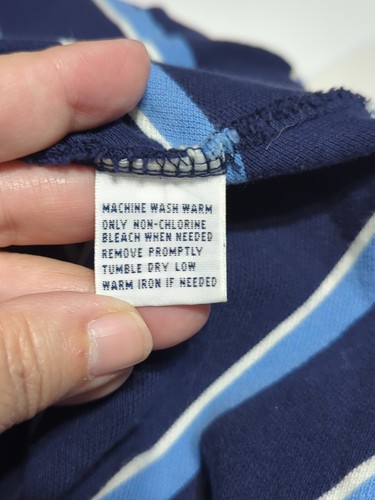 MACHINE WASH WARM
ONLY NON-CHLORINE
BLEACH WHEN NEEDED
REMOVE PROMPTLY
TUMBLE DRY LOW
WARM IRON IF NEEDED